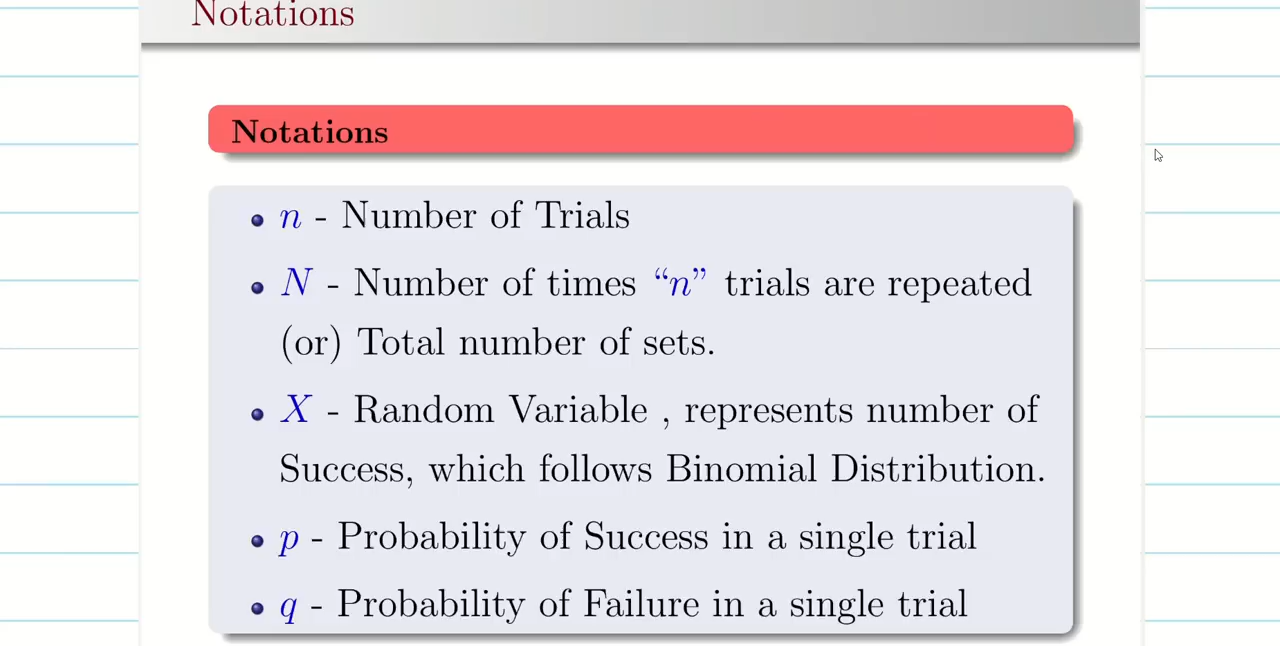 Notations
Notations
• n - Number of Trials
• N - Number of times “n” trials are repeated
(or) Total number of sets.
• X - Random Variable , represents number of
Success, which follows Binomial Distribution.
• p - Probability of Success in a single trial
• q - Probability of Failure in a single trial